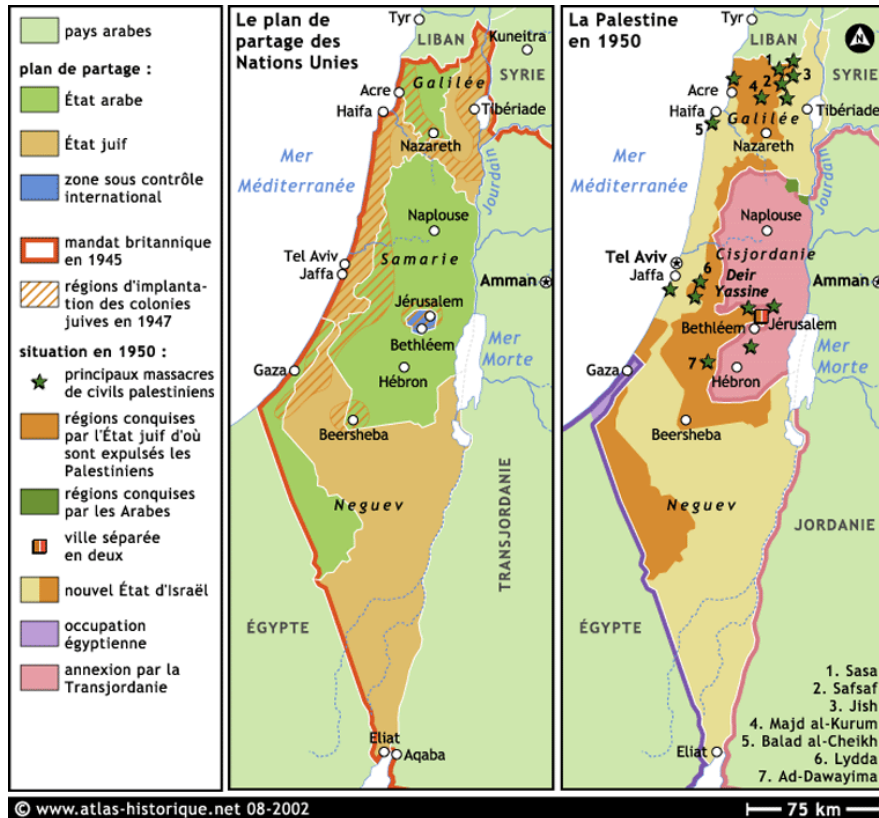 pays arabes
plan de partage :
État arabe
État juif
zone sous contrôle
international
mandat britannique
en 1945
régions d'implanta-
tion des colonies
juives en 1947
situation en 1950 :
principaux massacres
de civils palestiniens
régions conquises
par l'État juif d'où
sont expulsés les
Palestiniens
régions conquises
par les Arabes
ville séparée
en deux
nouvel État d'Israël
occupation
égyptienne
annexion par la
Transjordanie
Le plan de
partage des
Nations Unies
Tyr
LIBAN
Kuneitra
SYRIE
Galilée
Acre
Haifa
Tibériade
Nazareth
Mer
Méditerranée
Jourdain
Naplouse
Tel Aviv
Jaffa
Samarie
Amman
Jérusalem
Bethléem
Mer
Morte
Gaza
Hébron
Beersheba
Neguev
TRANSJORDANIE
ÉGYPTE
Eliat
Aqaba
La Palestine
en 1950
N
Tyr
LIBAN
SYRIE
1
2
3
4
Acre
Haifa
5
Galilée
Tibériade
Nazareth
Mer
Méditerranée
Jourdain
Naplouse
Tel Aviv
Jaffa
Cisjordanie
6
Deir
Yassine
Amman
Bethléem
Jérusalem
Mer
Morte
Gaza
7
Hébron
Beersheba
Neguev
JORDANIE
ÉGYPTE
Eliat
1. Sasa
2. Safsaf
3. Jish
4. Majd al-Kurum
5. Balad al-Cheikh
6. Lydda
7. Ad-Dawayima
© www.atlas-historique.net 08-2002
75 km